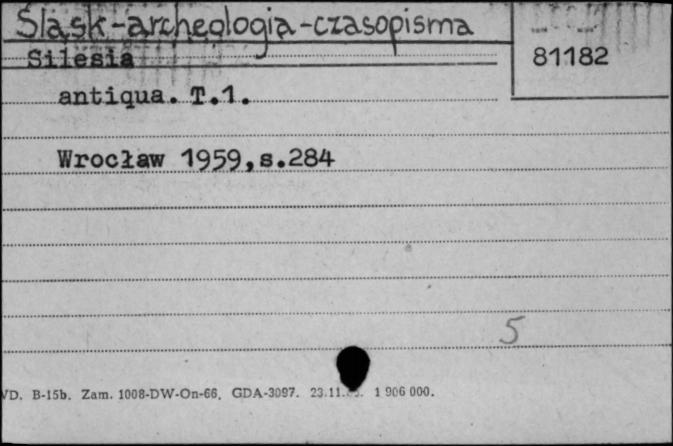 Śląsk-archeologia-czasopisma
81182
Silesia
antiqua. T.1.
Wrocław 1959,s.284
5
WD. B-15b. Zam. 1008-DW-On-66, GDA-3097. 23.11. 1 906 000.